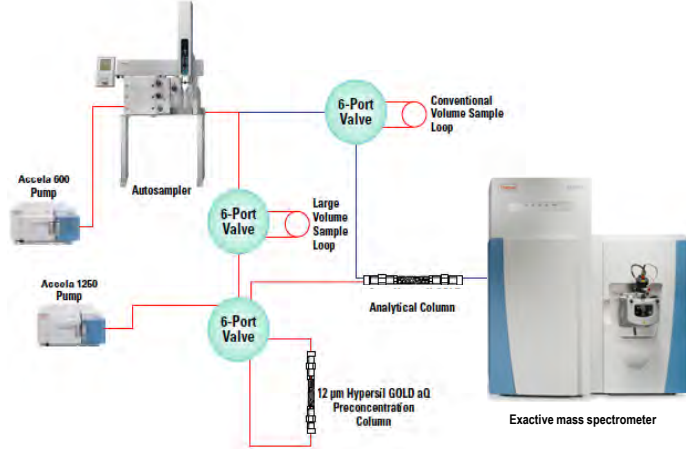 6-Port
Valve
Conventional
Volume Sample
Loop
Autosampler
Accela 600
Pump
6-Port
Valve
Large
Volume
Sample
Loop
Accela 1250
Pump
6-Port
Valve
Analytical Column
12 µm Hypersil GOLD aQ
Preconcentration
Column
Exactive mass spectrometer